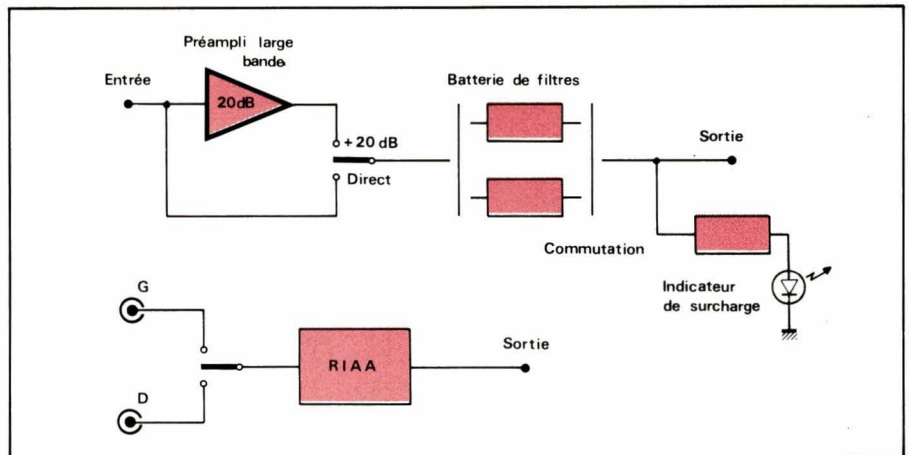 Préampli large
bande
Entrée
20dB
Batterie de filtres
+20 dB
Direct
Sortie
Commutation
Indicateur
de surcharge
G
RIAA
Sortie
D